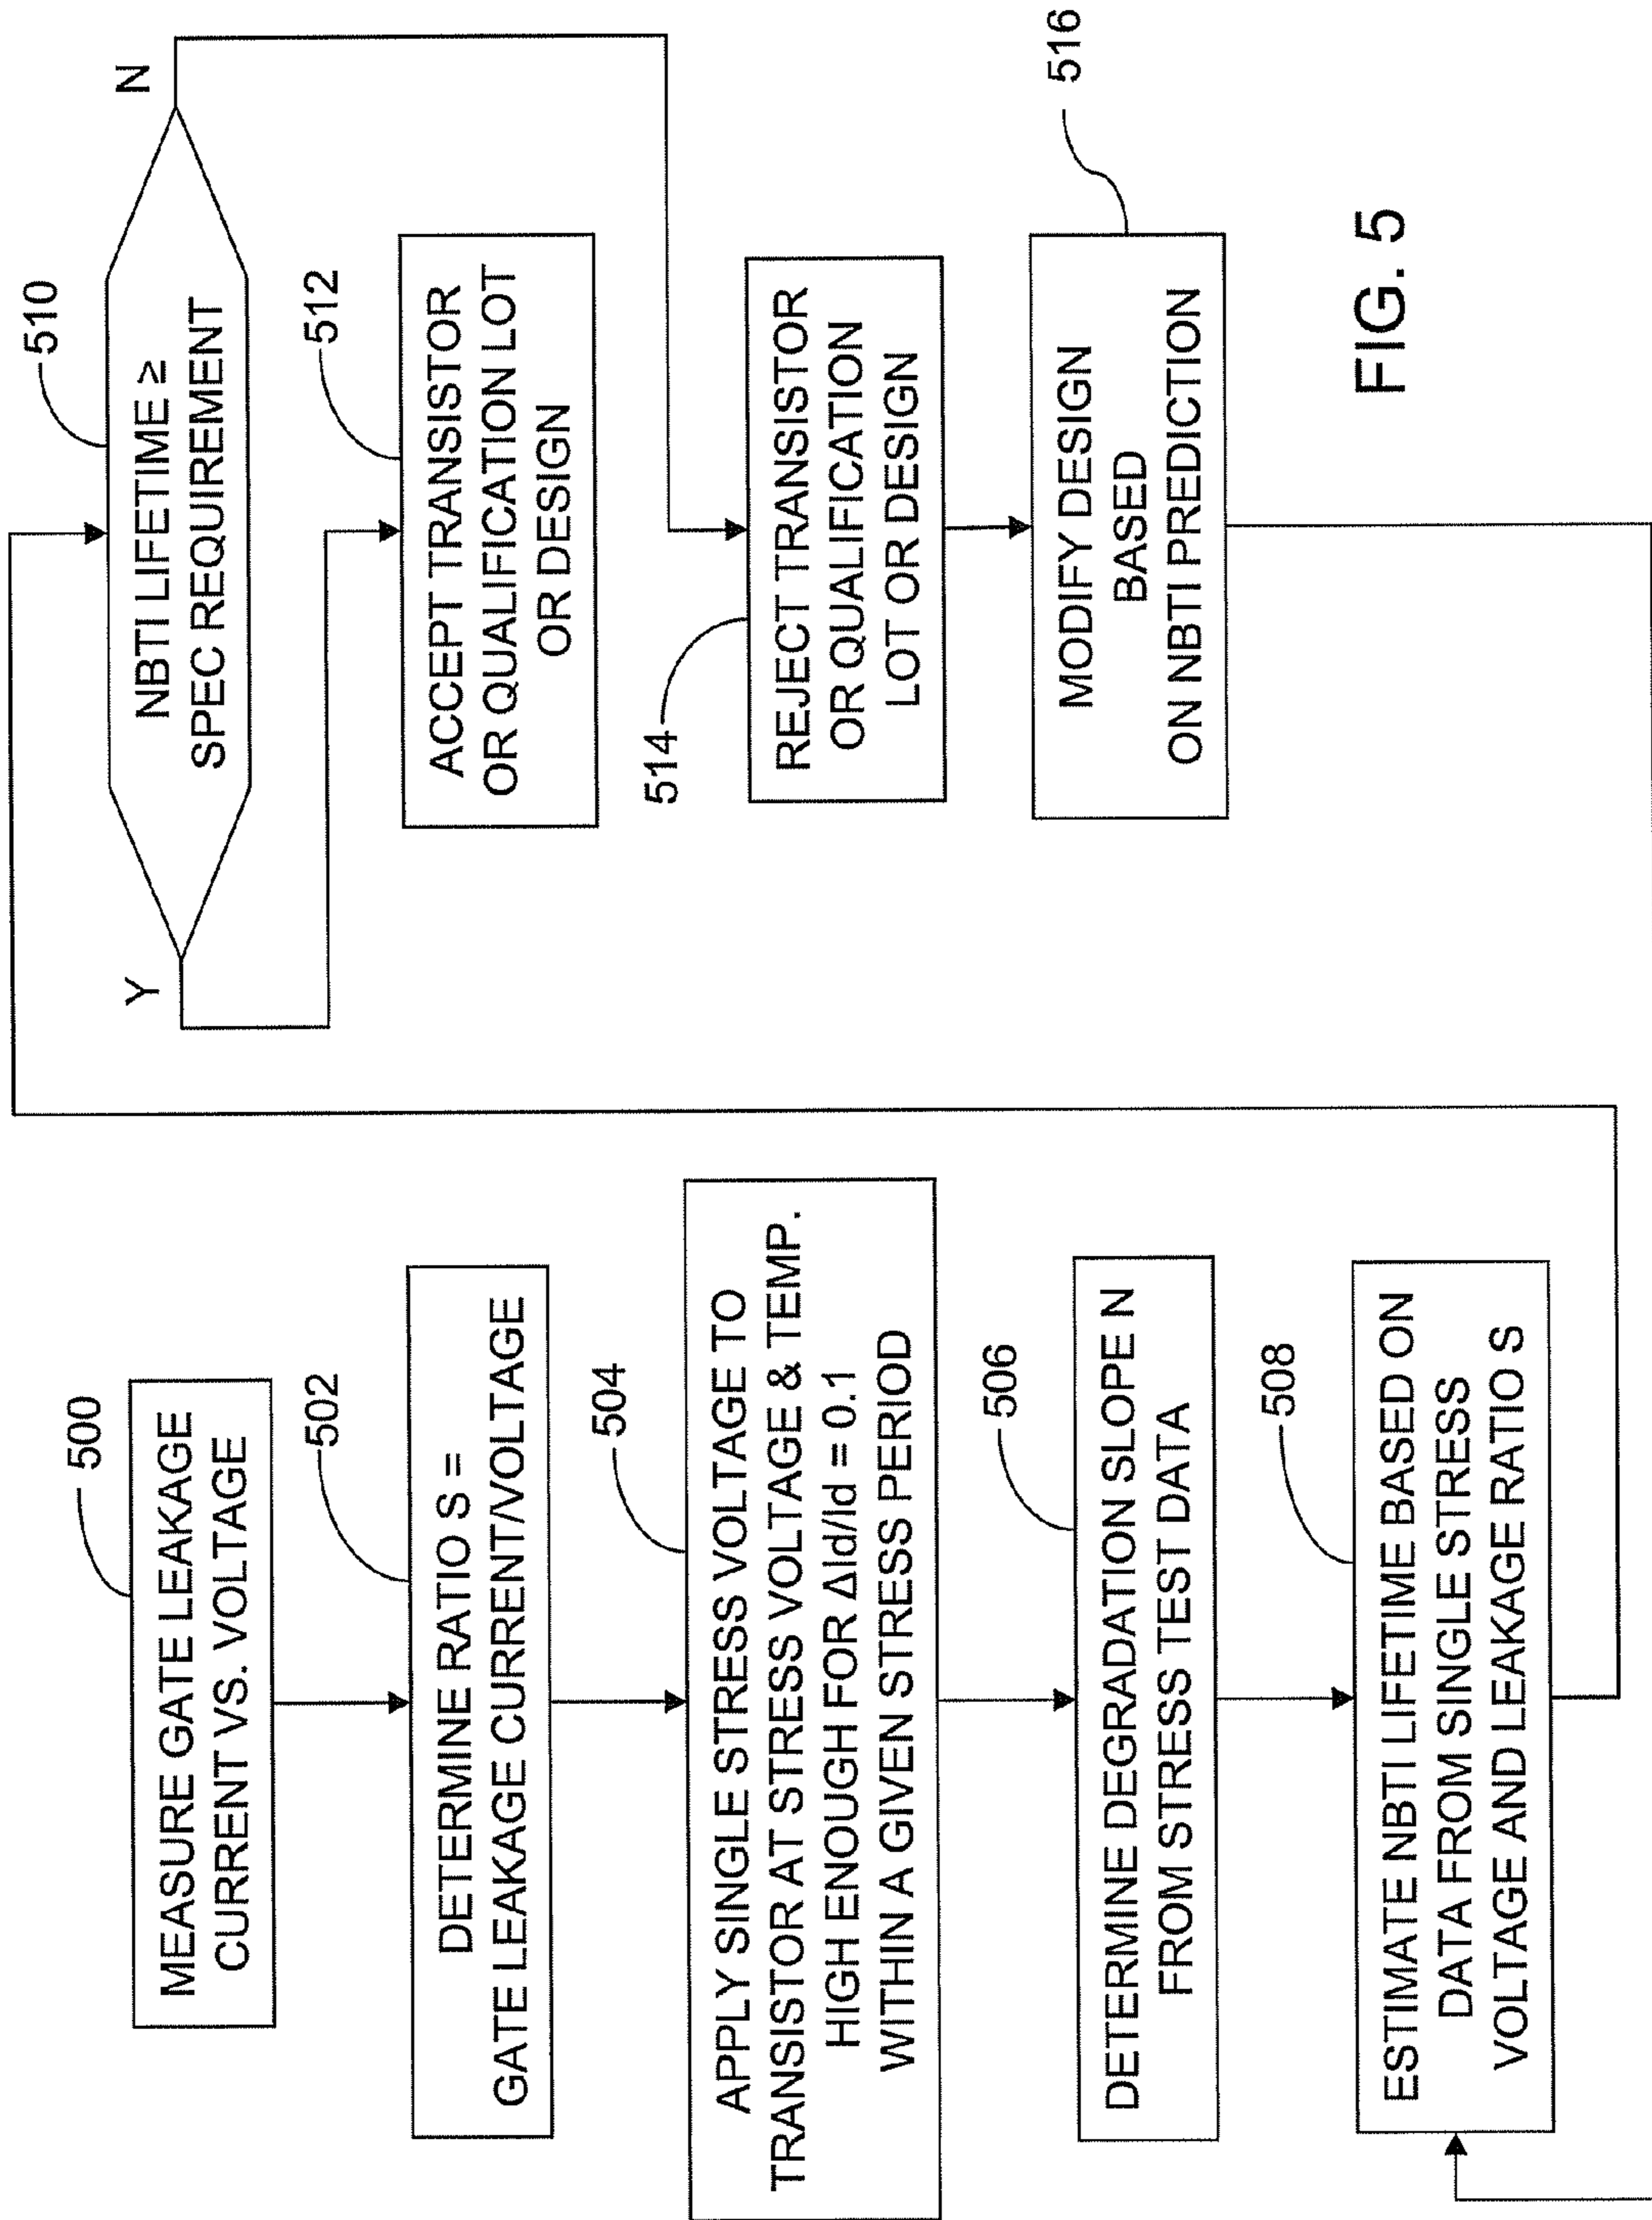 500
MEASURE GATE LEAKAGE
CURRENT VS. VOLTAGE
502
DETERMINE RATIO S =
GATE LEAKAGE CURRENT/VOLTAGE
504
APPLY SINGLE STRESS VOLTAGE TO
TRANSISTOR AT STRESS VOLTAGE & TEMP.
HIGH ENOUGH FOR ΔId/Id = 0.1
WITHIN A GIVEN STRESS PERIOD
506
DETERMINE DEGRADATION SLOPE N
FROM STRESS TEST DATA
508
ESTIMATE NBTI LIFETIME BASED ON
DATA FROM SINGLE STRESS
VOLTAGE AND LEAKAGE RATIO S
510
NBTI LIFETIME ≥
SPEC REQUIREMENT
Y
N
512
ACCEPT TRANSISTOR
OR QUALIFICATION LOT
OR DESIGN
514
REJECT TRANSISTOR
OR QUALIFICATION
LOT OR DESIGN
516
MODIFY DESIGN
BASED
ON NBTI PREDICTION
FIG. 5